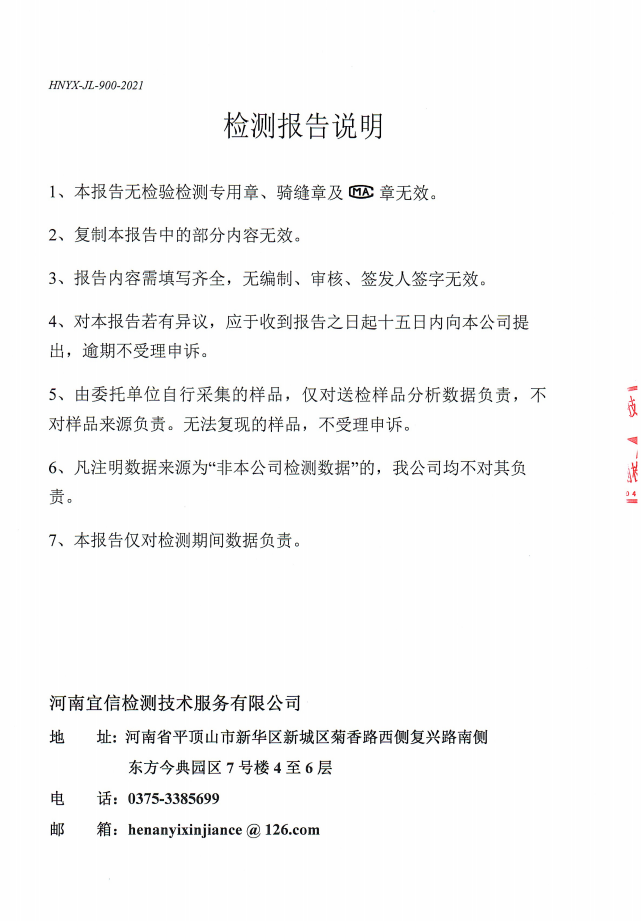 HNYX-JL-900-2021
检测报告说明
1、本报告无检验检测专用章、骑缝章及 MA 章无效。
2、复制本报告中的部分内容无效。
3、报告内容需填写齐全，无编制、审核、签发人签字无效。
4、对本报告若有异议，应于收到报告之日起十五日内向本公司提
出，逾期不受理申诉。
5、由委托单位自行采集的样品，仅对送检样品分析数据负责，不
对样品来源负责。无法复现的样品，不受理申诉。
6、凡注明数据来源为“非本公司检测数据”的，我公司均不对其负
责。
7、本报告仅对检测期间数据负责。
河南宜信检测技术服务有限公司
地 址：河南省平顶山市新华区新城区菊香路西侧复兴路南侧
东方今典园区 7 号楼 4 至 6 层
电 话：0375-3385699
邮 箱：henanyixinjiance @ 126.com